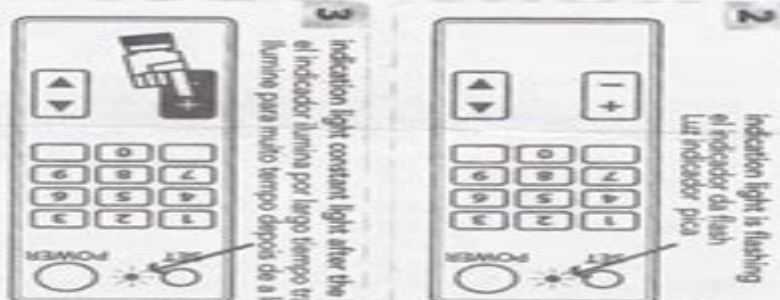 2
indication light is flashing
el indicador da flash
Luz indicador pica
SET
POWER
- +
1 2 3
4 5 6
7 8 9
0
3
indication light constant light after the
el indicador ilumina por largo tiempo
ilumine para muito tempo depois de a
SET
POWER
+
1 2 3
4 5 6
7 8 9
0